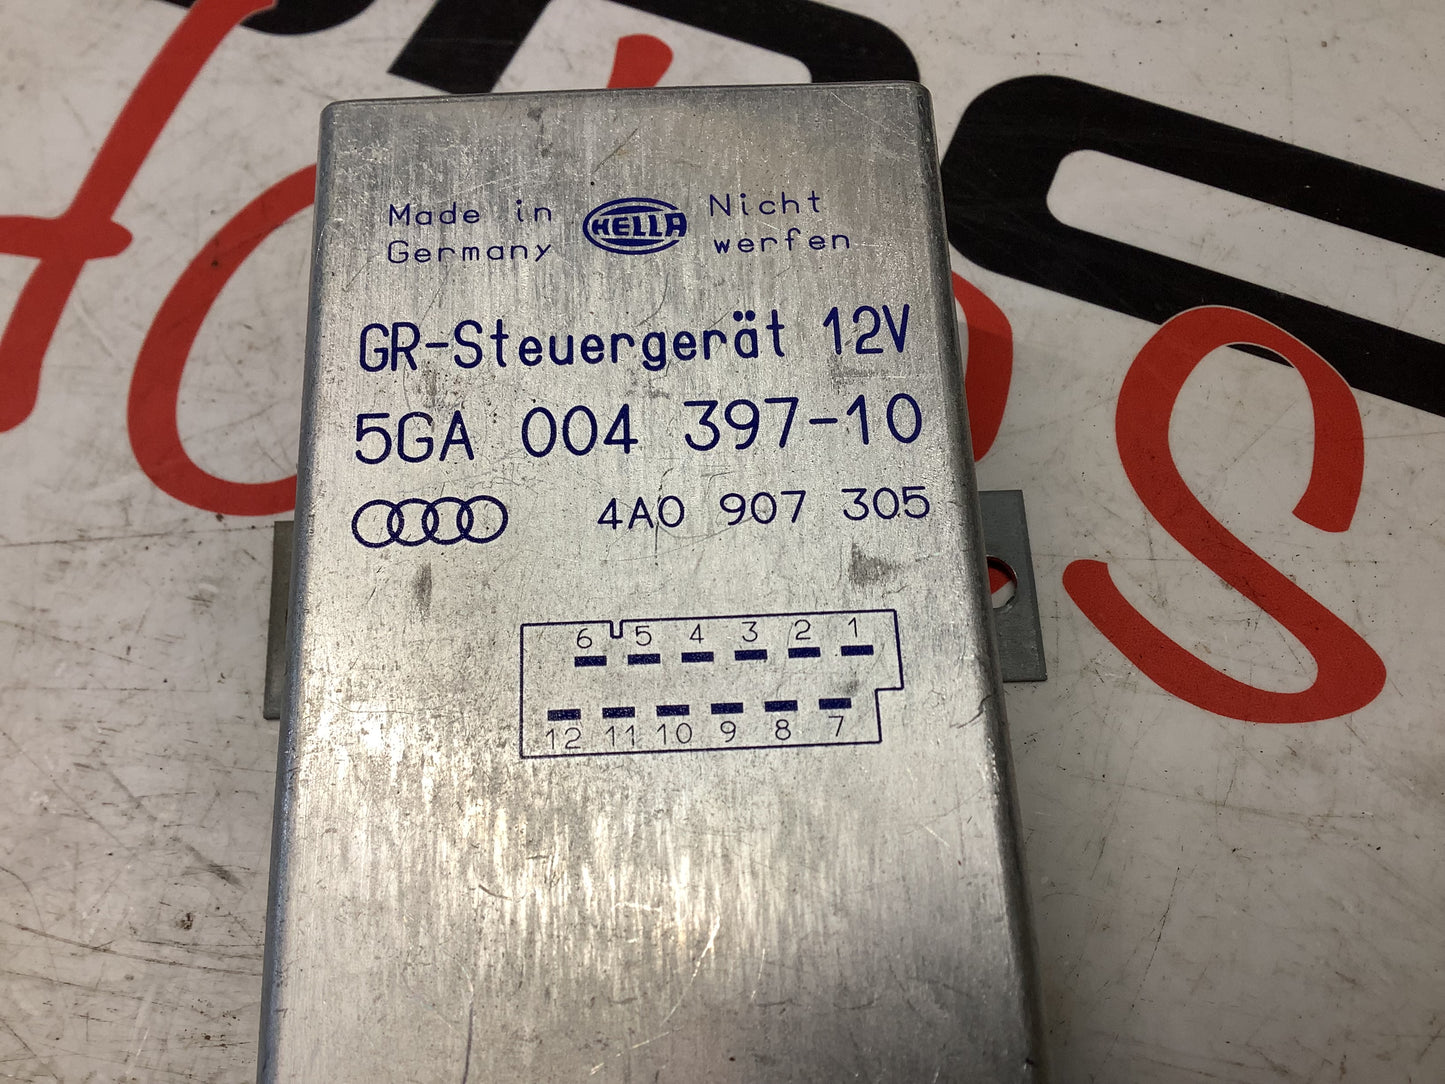 Made in HELLA Nicht
Germany werfen
GR-Steuergerät 12V
5GA 004 397-10
4A0 907 305
6 5 4 3 2 1
12 11 10 9 8 7